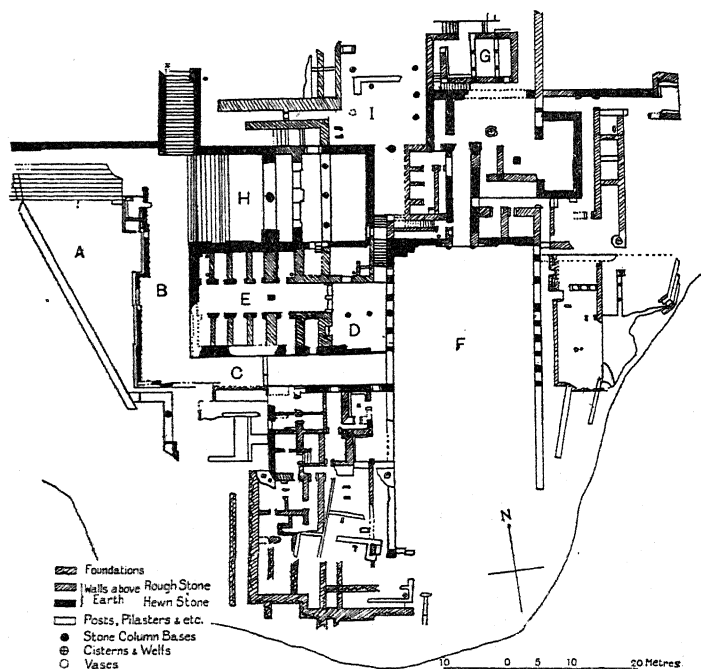 G
I
H
A
B
E
D
F
C
N
Foundations
Walls above Rough Stone
Earth Hewn Stone
Posts, Pilasters & etc.
Stone Column Bases
Cisterns & Wells
Vases
10 0 5 10 20 Metres.